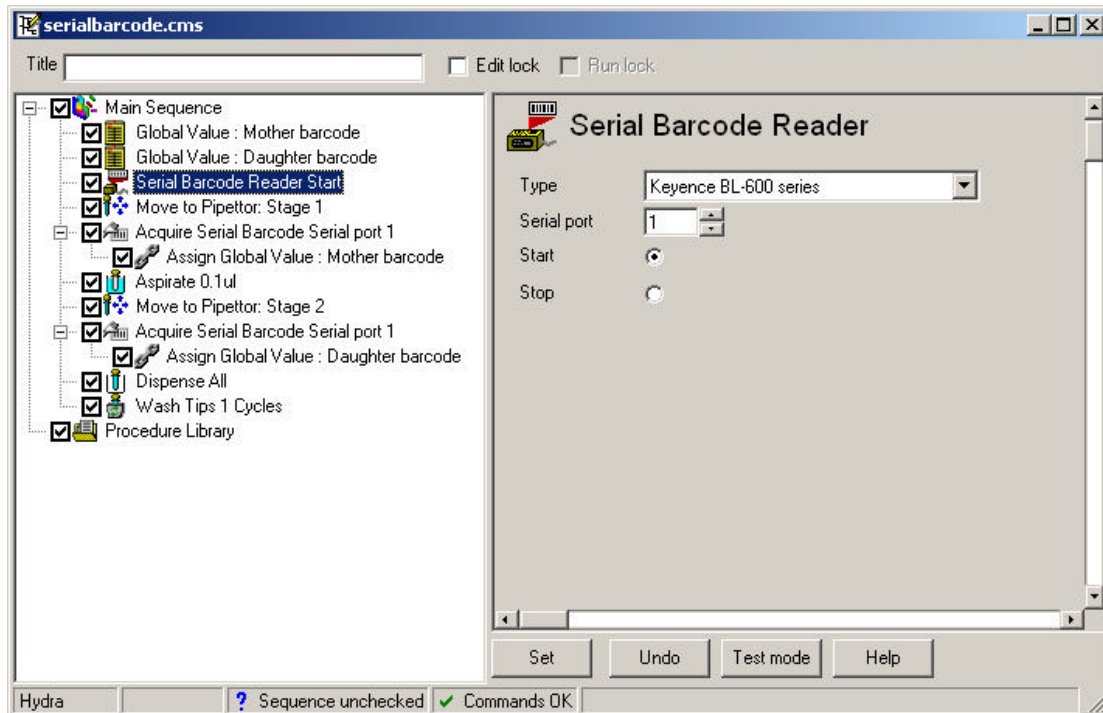 serialbarcode.cms
Title Edit lock Run lock
Main Sequence
Global Value : Mother barcode
Global Value : Daughter barcode
Serial Barcode Reader Start
Move to Pipettor: Stage 1
Acquire Serial Barcode Serial port 1
Assign Global Value : Mother barcode
Aspirate 0.1ul
Move to Pipettor: Stage 2
Acquire Serial Barcode Serial port 1
Assign Global Value : Daughter barcode
Dispense All
Wash Tips 1 Cycles
Procedure Library
Serial Barcode Reader
Type Keyence BL-600 series
Serial port 1
Start
Stop
Set Undo Test mode Help
Hydra ? Sequence unchecked Commands OK